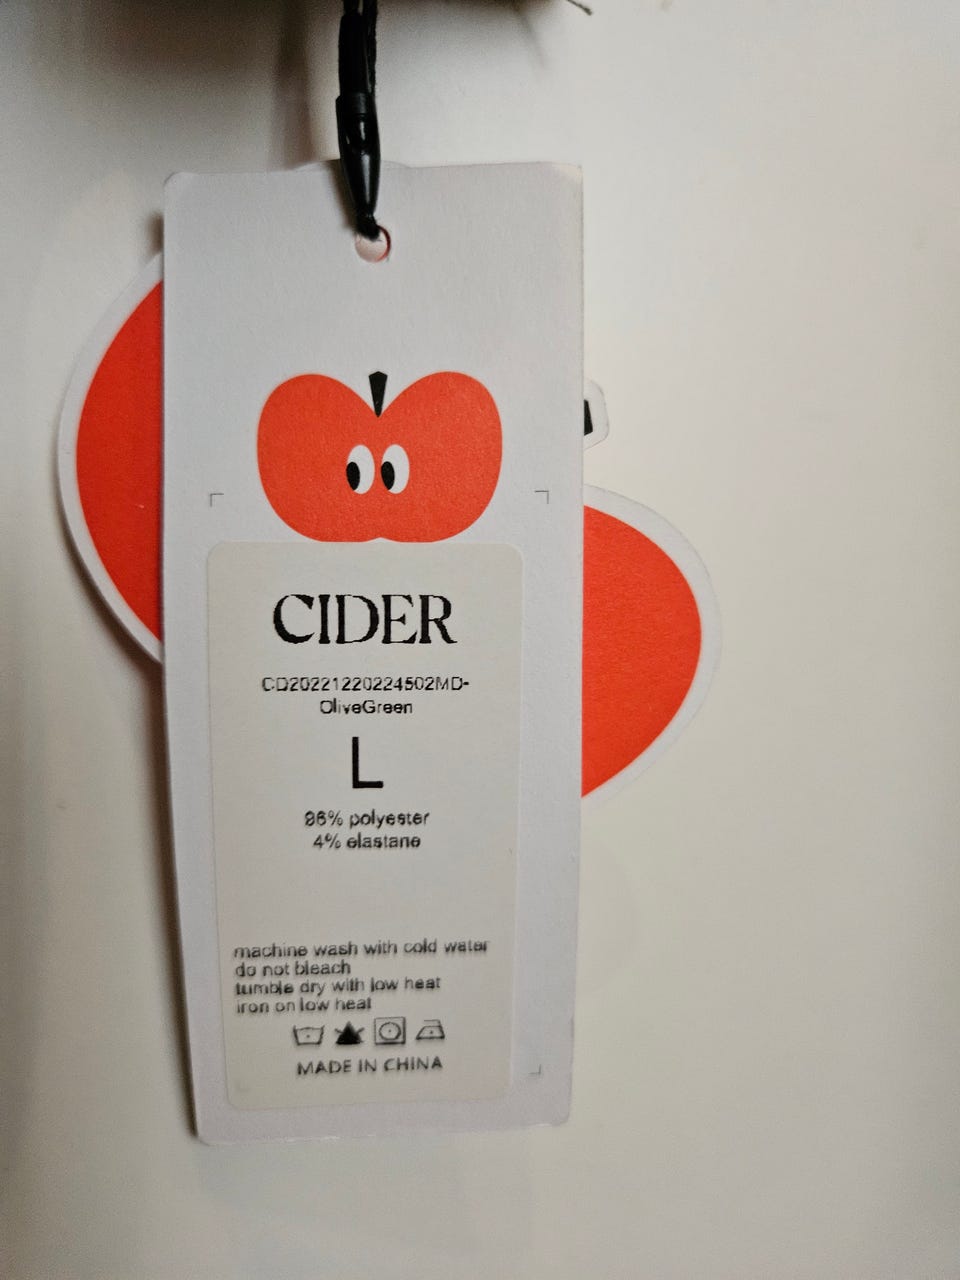 CIDER
CD20221220224502MD-
OliveGreen
L
96% polyester
4% elastane
machine wash with cold water
do not bleach
tumble dry with low heat
iron on low heat
MADE IN CHINA